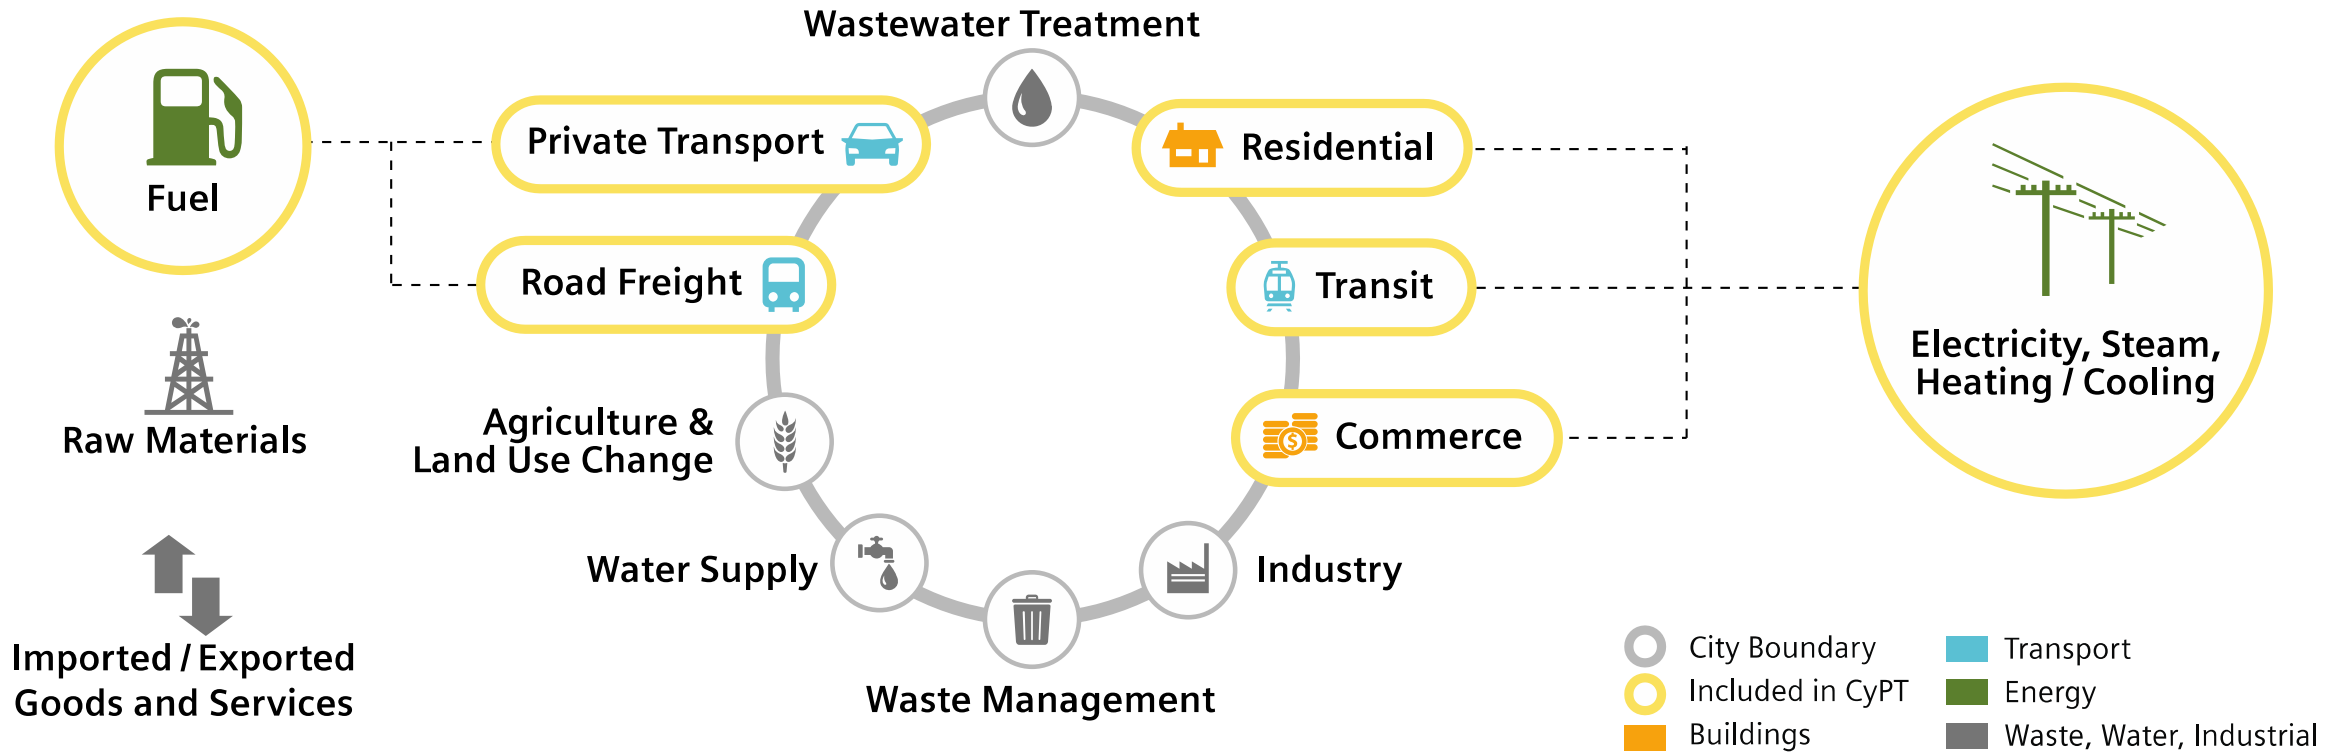 Wastewater Treatment
Fuel
Private Transport
Residential
Road Freight
Transit
Electricity, Steam,
Heating / Cooling
Raw Materials
Agriculture &
Land Use Change
Commerce
$
Water Supply
Industry
Imported / Exported
Goods and Services
Waste Management
City Boundary
Included in CyPT
Buildings
Transport
Energy
Waste, Water, Industrial